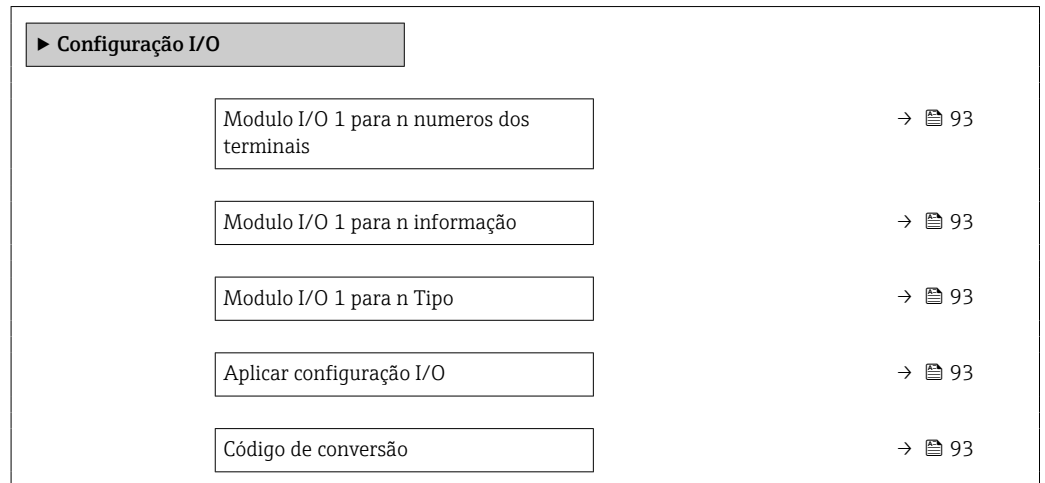 ► Configuração I/O
Modulo I/O 1 para n numeros dos
terminais
→ 93
Modulo I/O 1 para n informação
→ 93
Modulo I/O 1 para n Tipo
→ 93
Aplicar configuração I/O
→ 93
Código de conversão
→ 93